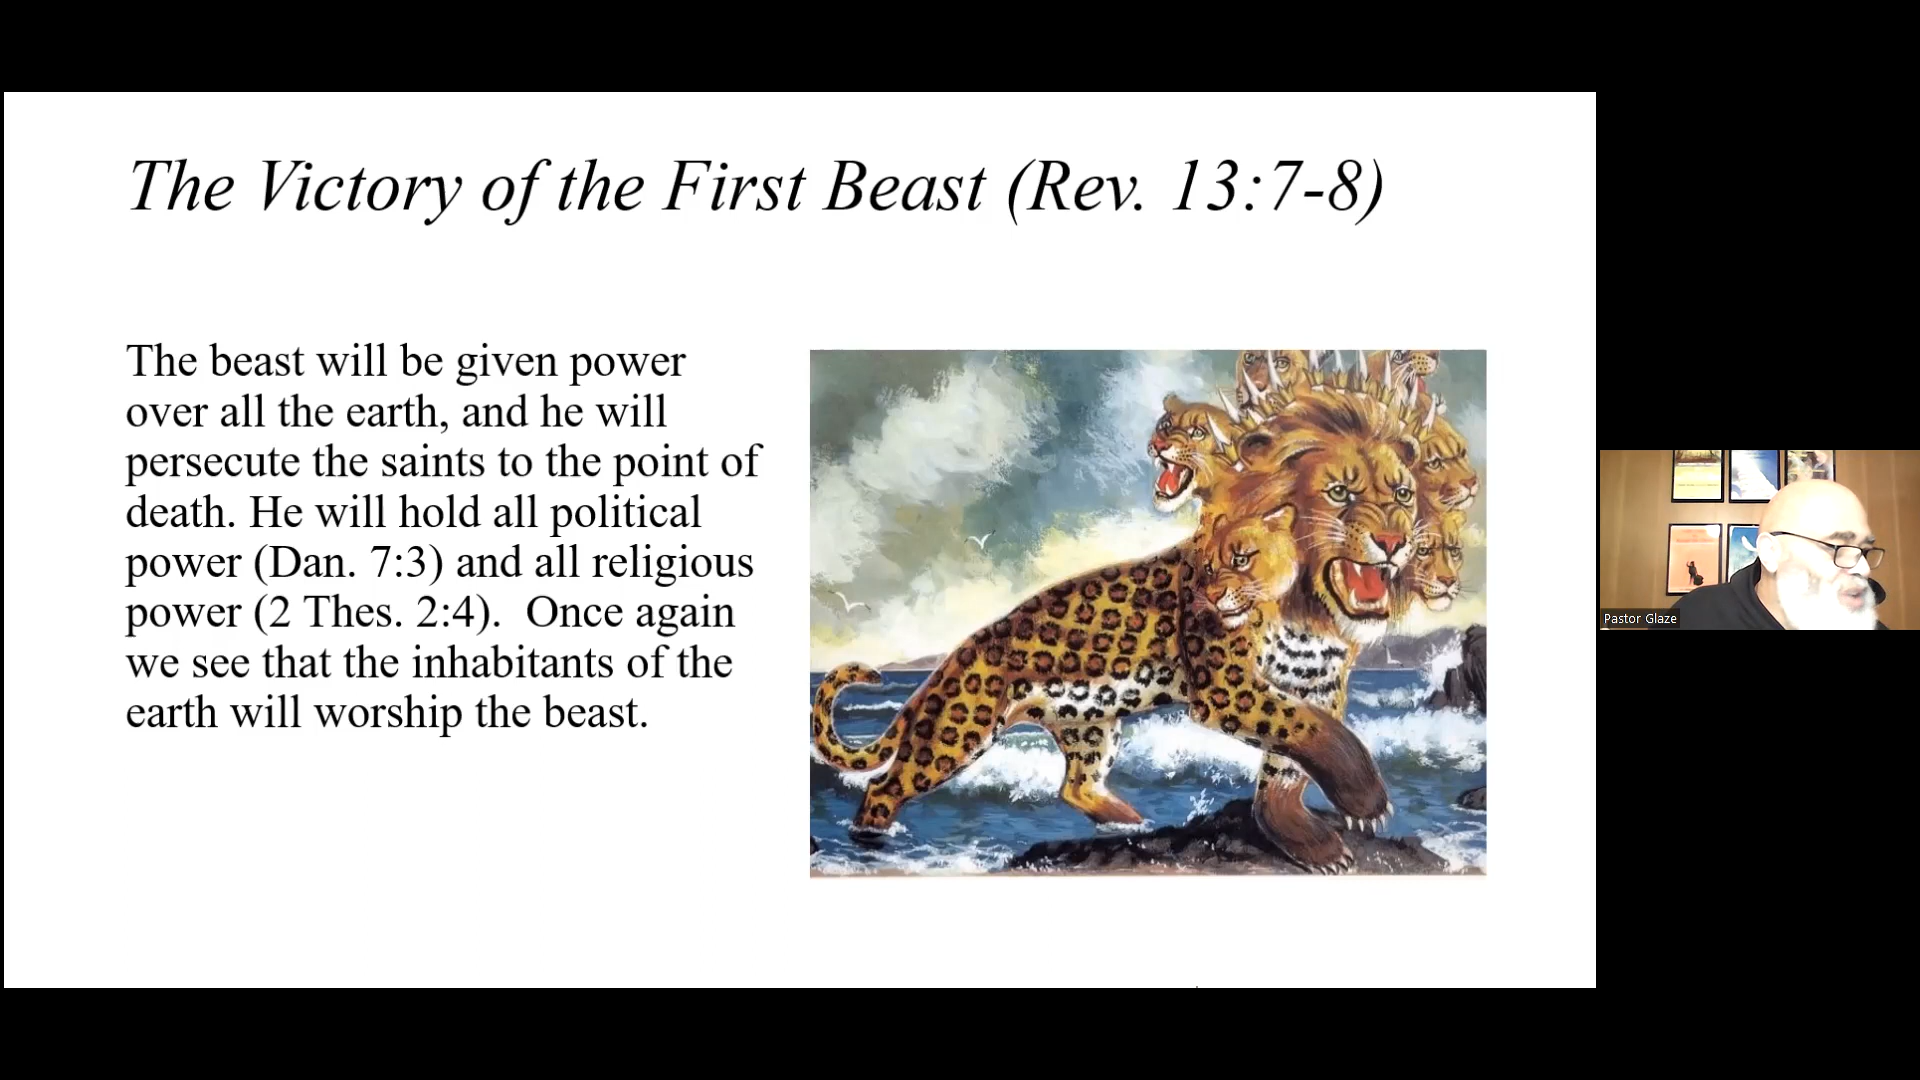 The Victory of the First Beast (Rev. 13:7-8)
The beast will be given power
over all the earth, and he will
persecute the saints to the point of
death. He will hold all political
power (Dan. 7:3) and all religious
power (2 Thes. 2:4).  Once again
we see that the inhabitants of the
earth will worship the beast.
Pastor Glaze